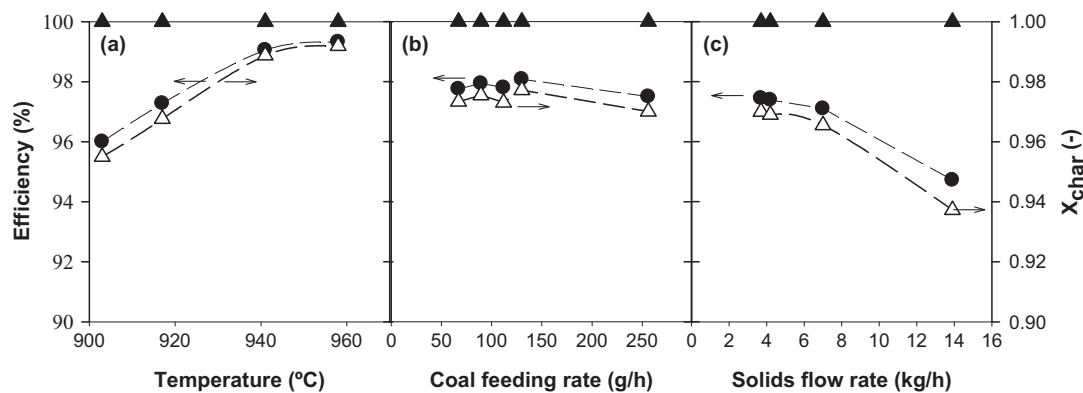 100
98
96
94
92
90
Efficiency (%)
(a)
(b)
(c)
1.00
0.98
0.96
0.94
0.92
0.90
Xchar (-)
900 920 940 960
0 50 100 150 200 250
0 2 4 6 8 10 12 14 16
Temperature (ºC)
Coal feeding rate (g/h)
Solids flow rate (kg/h)